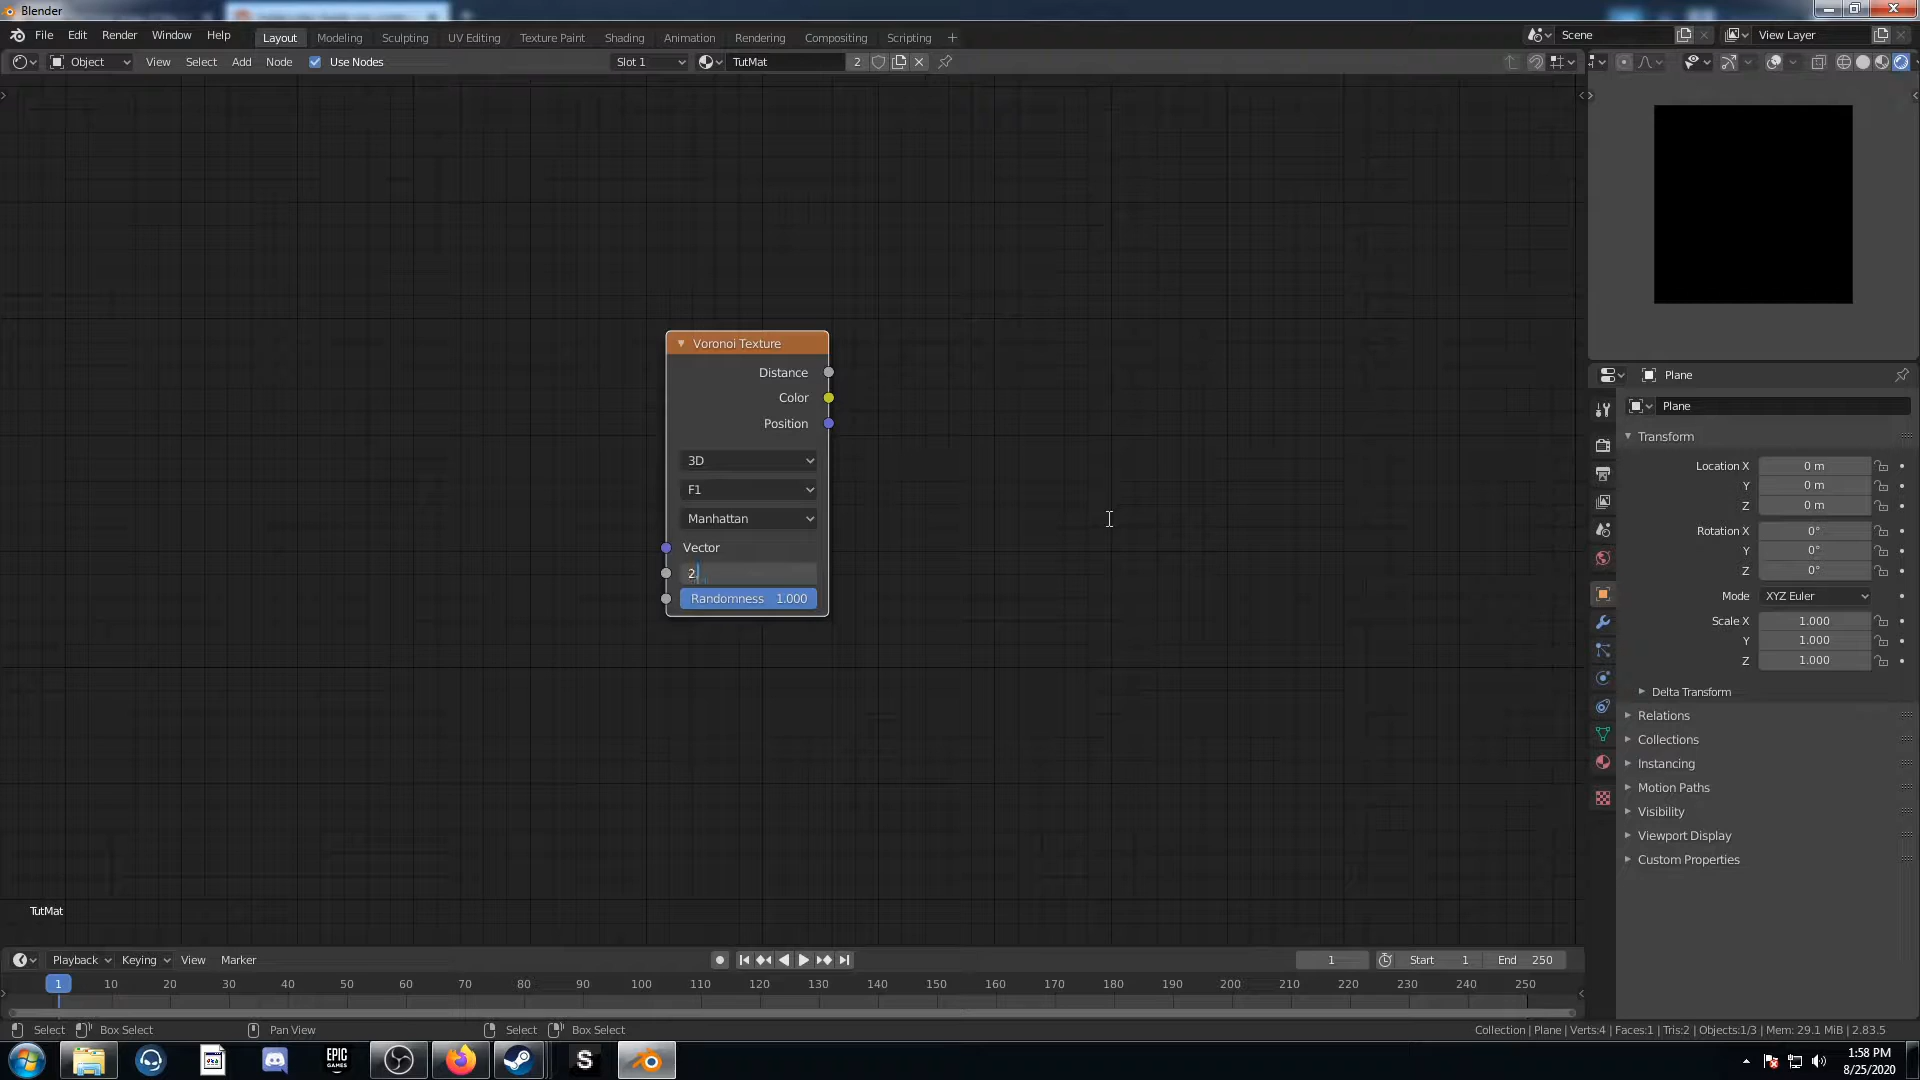 Blender
File Edit Render Window Help Layout Modeling Sculpting UV Editing Texture Paint Shading Animation Rendering Compositing Scripting + Scene View Layer
Object View Select Add Node Use Nodes Slot 1 TutMat 2
Voronoi Texture
Distance
Color
Position
3D
F1
Manhattan
Vector
2.
Randomness 1.000
Plane
Plane
Transform
Location X 0 m
Y 0 m
Z 0 m
Rotation X 0°
Y 0°
Z 0°
Mode XYZ Euler
Scale X 1.000
Y 1.000
Z 1.000
Delta Transform
Relations
Collections
Instancing
Motion Paths
Visibility
Viewport Display
Custom Properties
TutMat
Playback Keying View Marker 1 Start 1 End 250
1 10 20 30 40 50 60 70 80 90 100 110 120 130 140 150 160 170 180 190 200 210 220 230 240 250
Select Box Select Pan View Select Box Select Collection | Plane | Verts:4 | Faces:1 | Tris:2 | Objects:1/3 | Mem: 29.1 MiB | 2.83.5
EPIC GAMES S 1:58 PM
8/25/2020